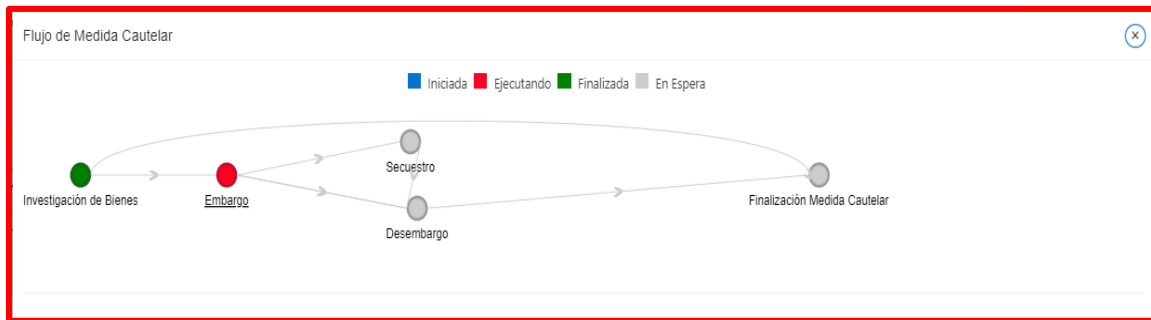 Flujo de Medida Cautelar
Iniciada Ejecutando Finalizada En Espera
Secuestro
Investigación de Bienes Embargo Finalización Medida Cautelar
Desembargo